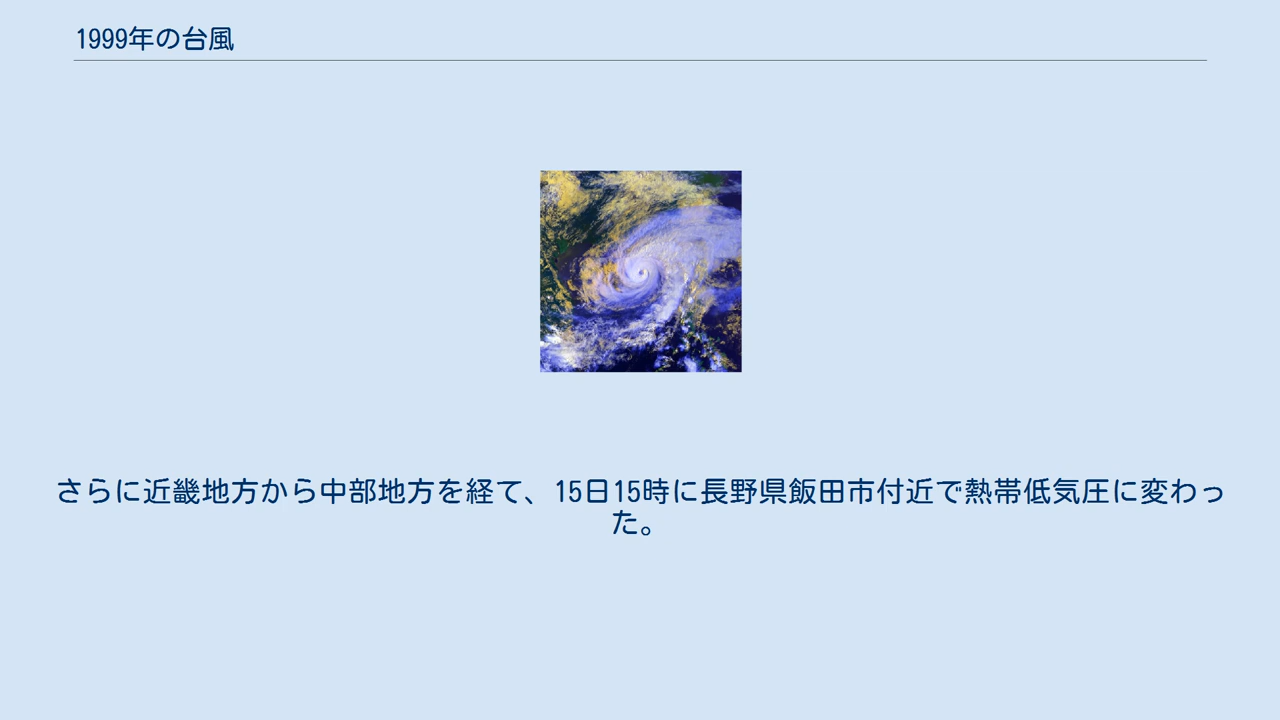 1999年の台風
さらに近畿地方から中部地方を経て、15日15時に長野県飯田市付近で熱帯低気圧に変わっ
た。